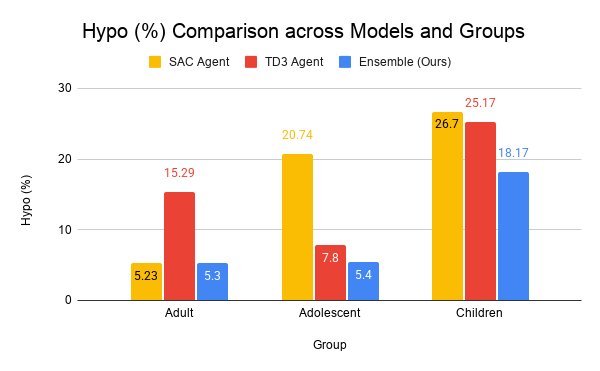 Hypo (%) Comparison across Models and Groups
SAC Agent TD3 Agent Ensemble (Ours)
Hypo (%)
30
20
10
0
5.23
15.29
5.3
20.74
7.8
5.4
26.7
25.17
18.17
Adult Adolescent Children
Group